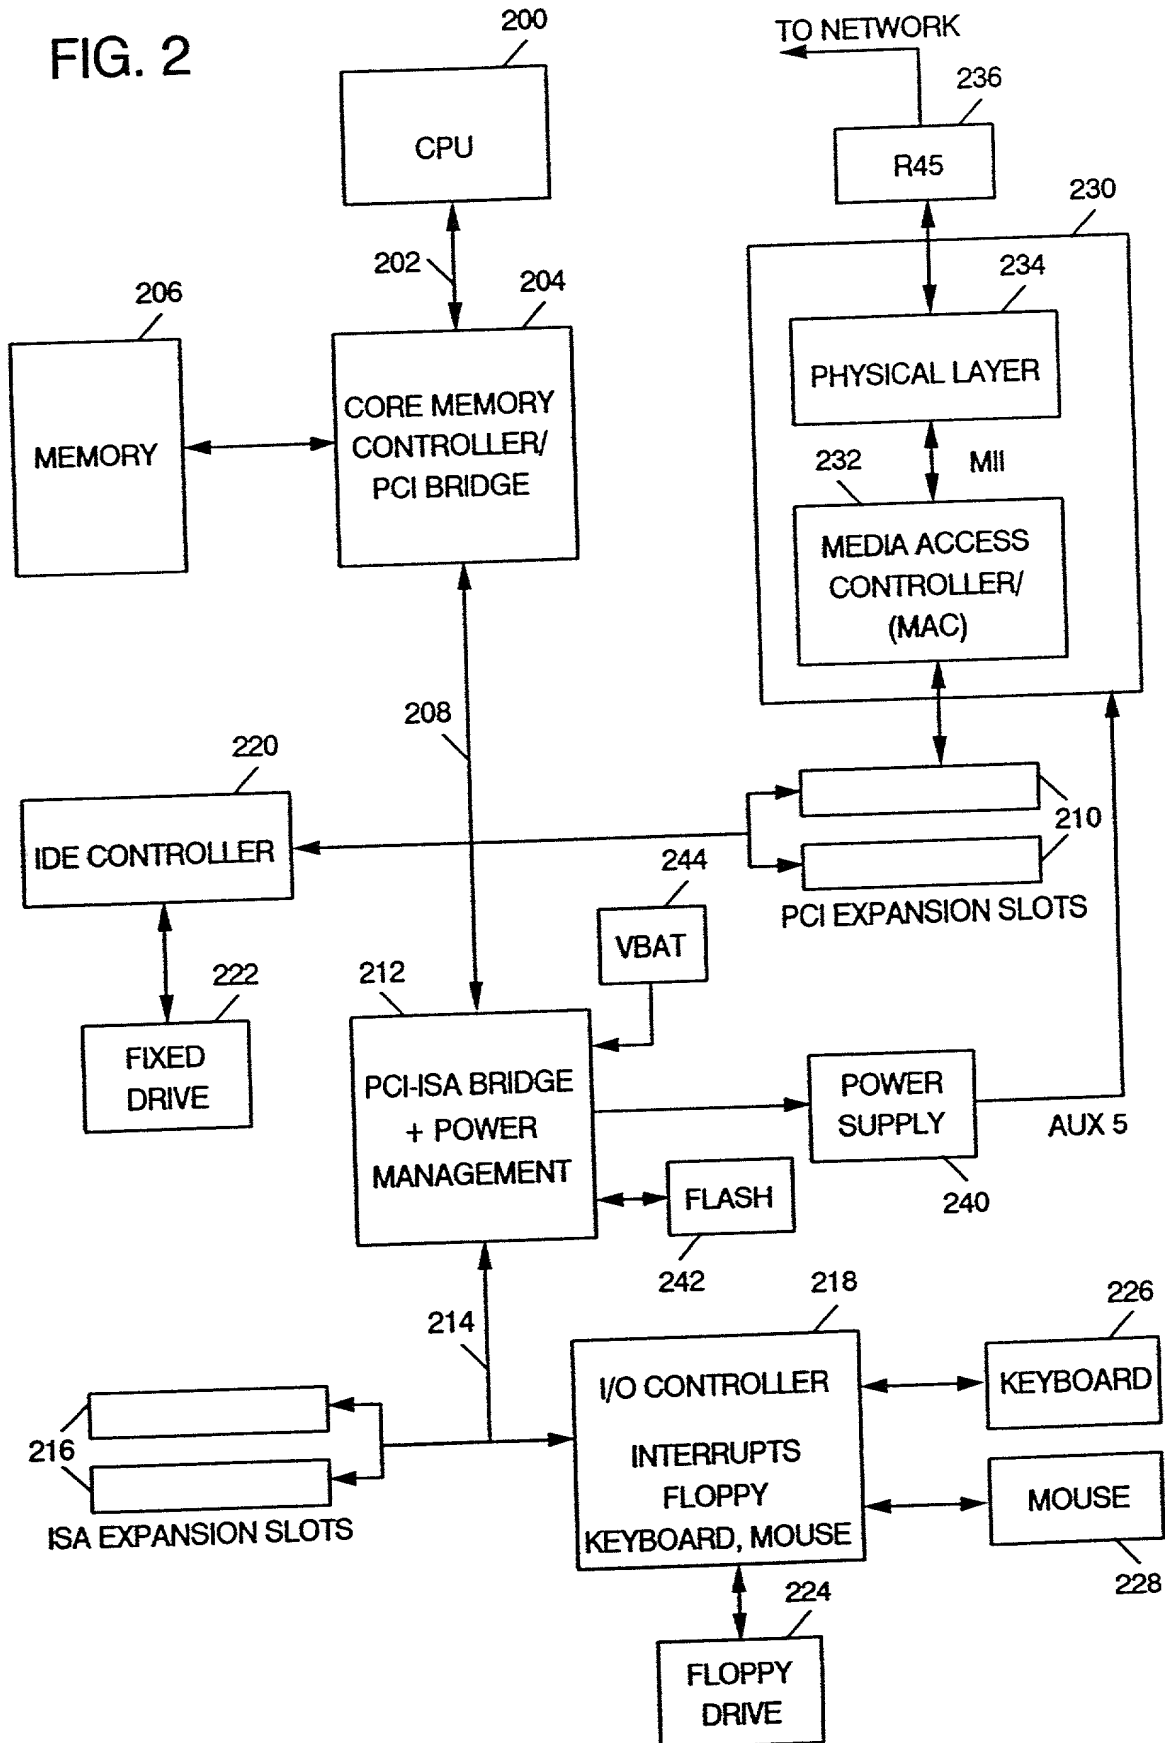 FIG. 2
200
CPU
TO NETWORK
236
R45
230
202
204
234
206
PHYSICAL LAYER
CORE MEMORY
CONTROLLER/
PCI BRIDGE
MEMORY
232
MII
MEDIA ACCESS
CONTROLLER/
(MAC)
208
220
IDE CONTROLLER
210
244
PCI EXPANSION SLOTS
VBAT
222
212
FIXED
DRIVE
PCI-ISA BRIDGE
+ POWER
MANAGEMENT
POWER
SUPPLY
AUX 5
FLASH
240
242
218
226
214
I/O CONTROLLER
KEYBOARD
216
INTERRUPTS
FLOPPY
KEYBOARD, MOUSE
MOUSE
ISA EXPANSION SLOTS
228
224
FLOPPY
DRIVE